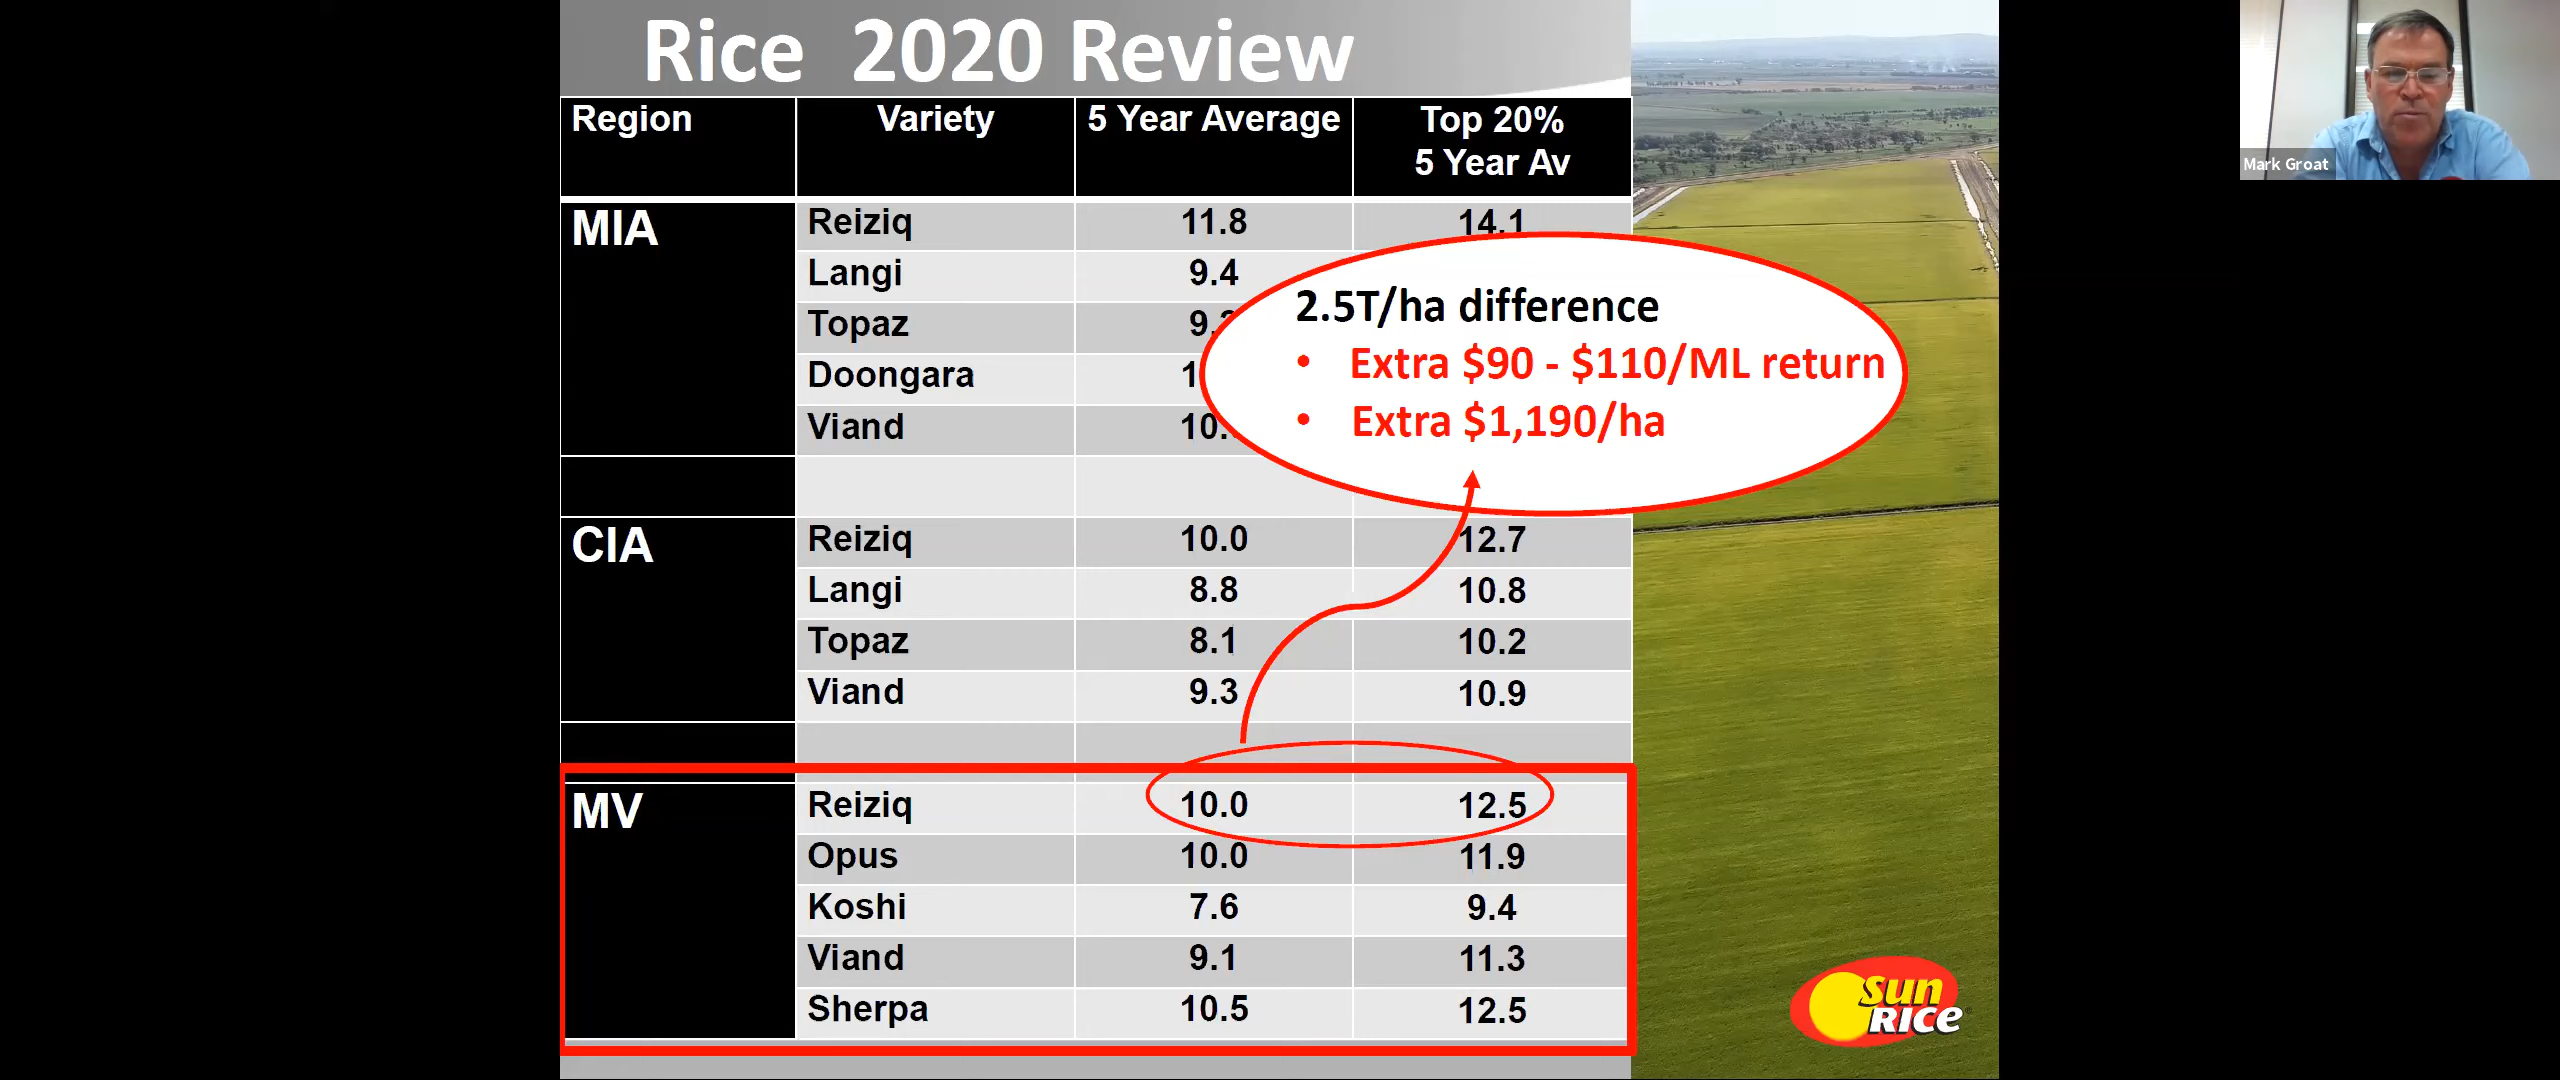 Rice 2020 Review
Region Variety 5 Year Average Top 20%
5 Year Av
MIA Reiziq 11.8 14.1
Langi 9.4
Topaz
Doongara
Viand
2.5T/ha difference
• Extra $90 - $110/ML return
• Extra $1,190/ha
CIA Reiziq 10.0 12.7
Langi 8.8 10.8
Topaz 8.1 10.2
Viand 9.3 10.9
MV Reiziq 10.0 12.5
Opus 10.0 11.9
Koshi 7.6 9.4
Viand 9.1 11.3
Sherpa 10.5 12.5
Sun
RICE
Mark Groat